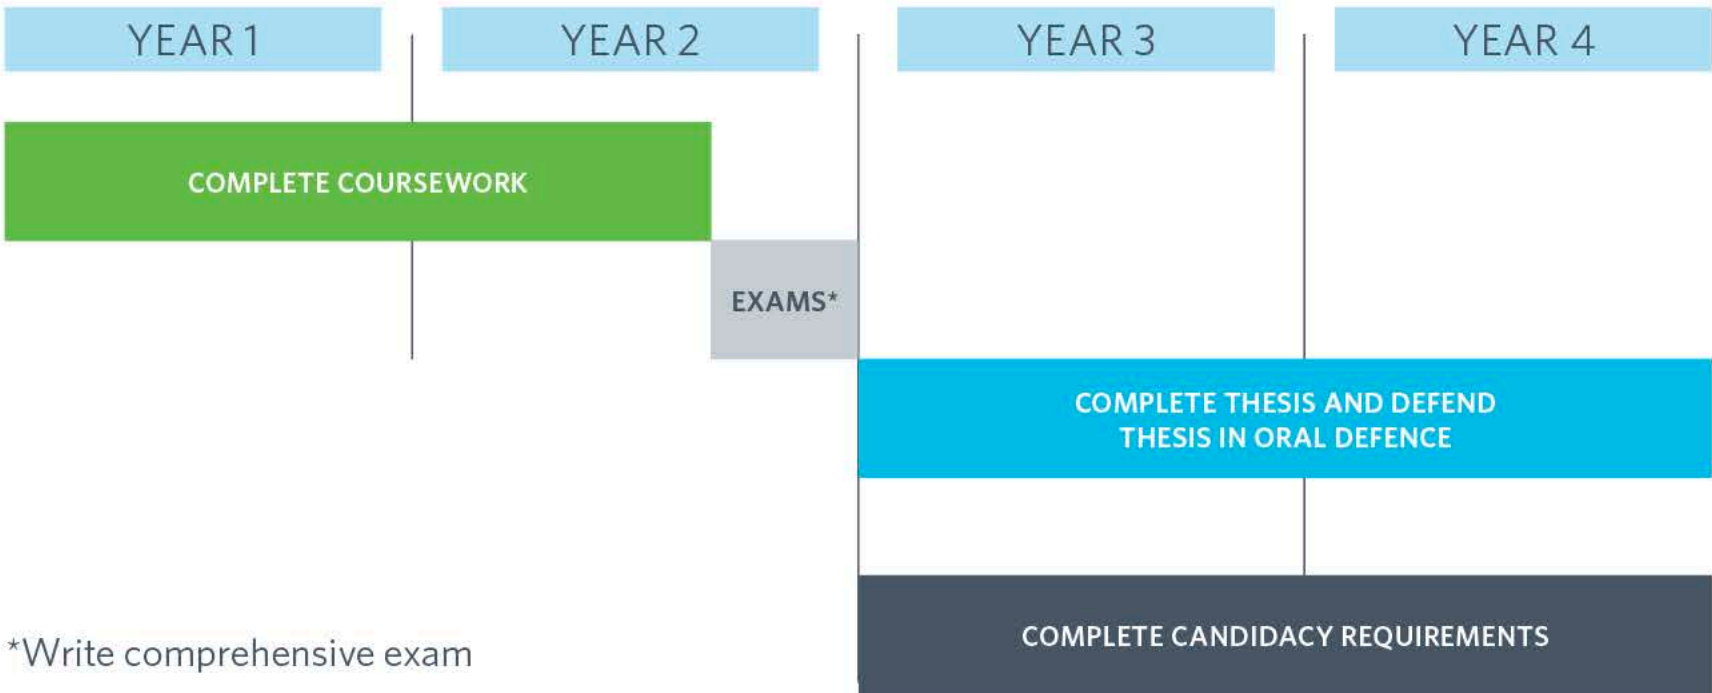 YEAR 1
YEAR 2
YEAR 3
YEAR 4
COMPLETE COURSEWORK
EXAMS*
COMPLETE THESIS AND DEFEND
THESIS IN ORAL DEFENCE
COMPLETE CANDIDACY REQUIREMENTS
*Write comprehensive exam